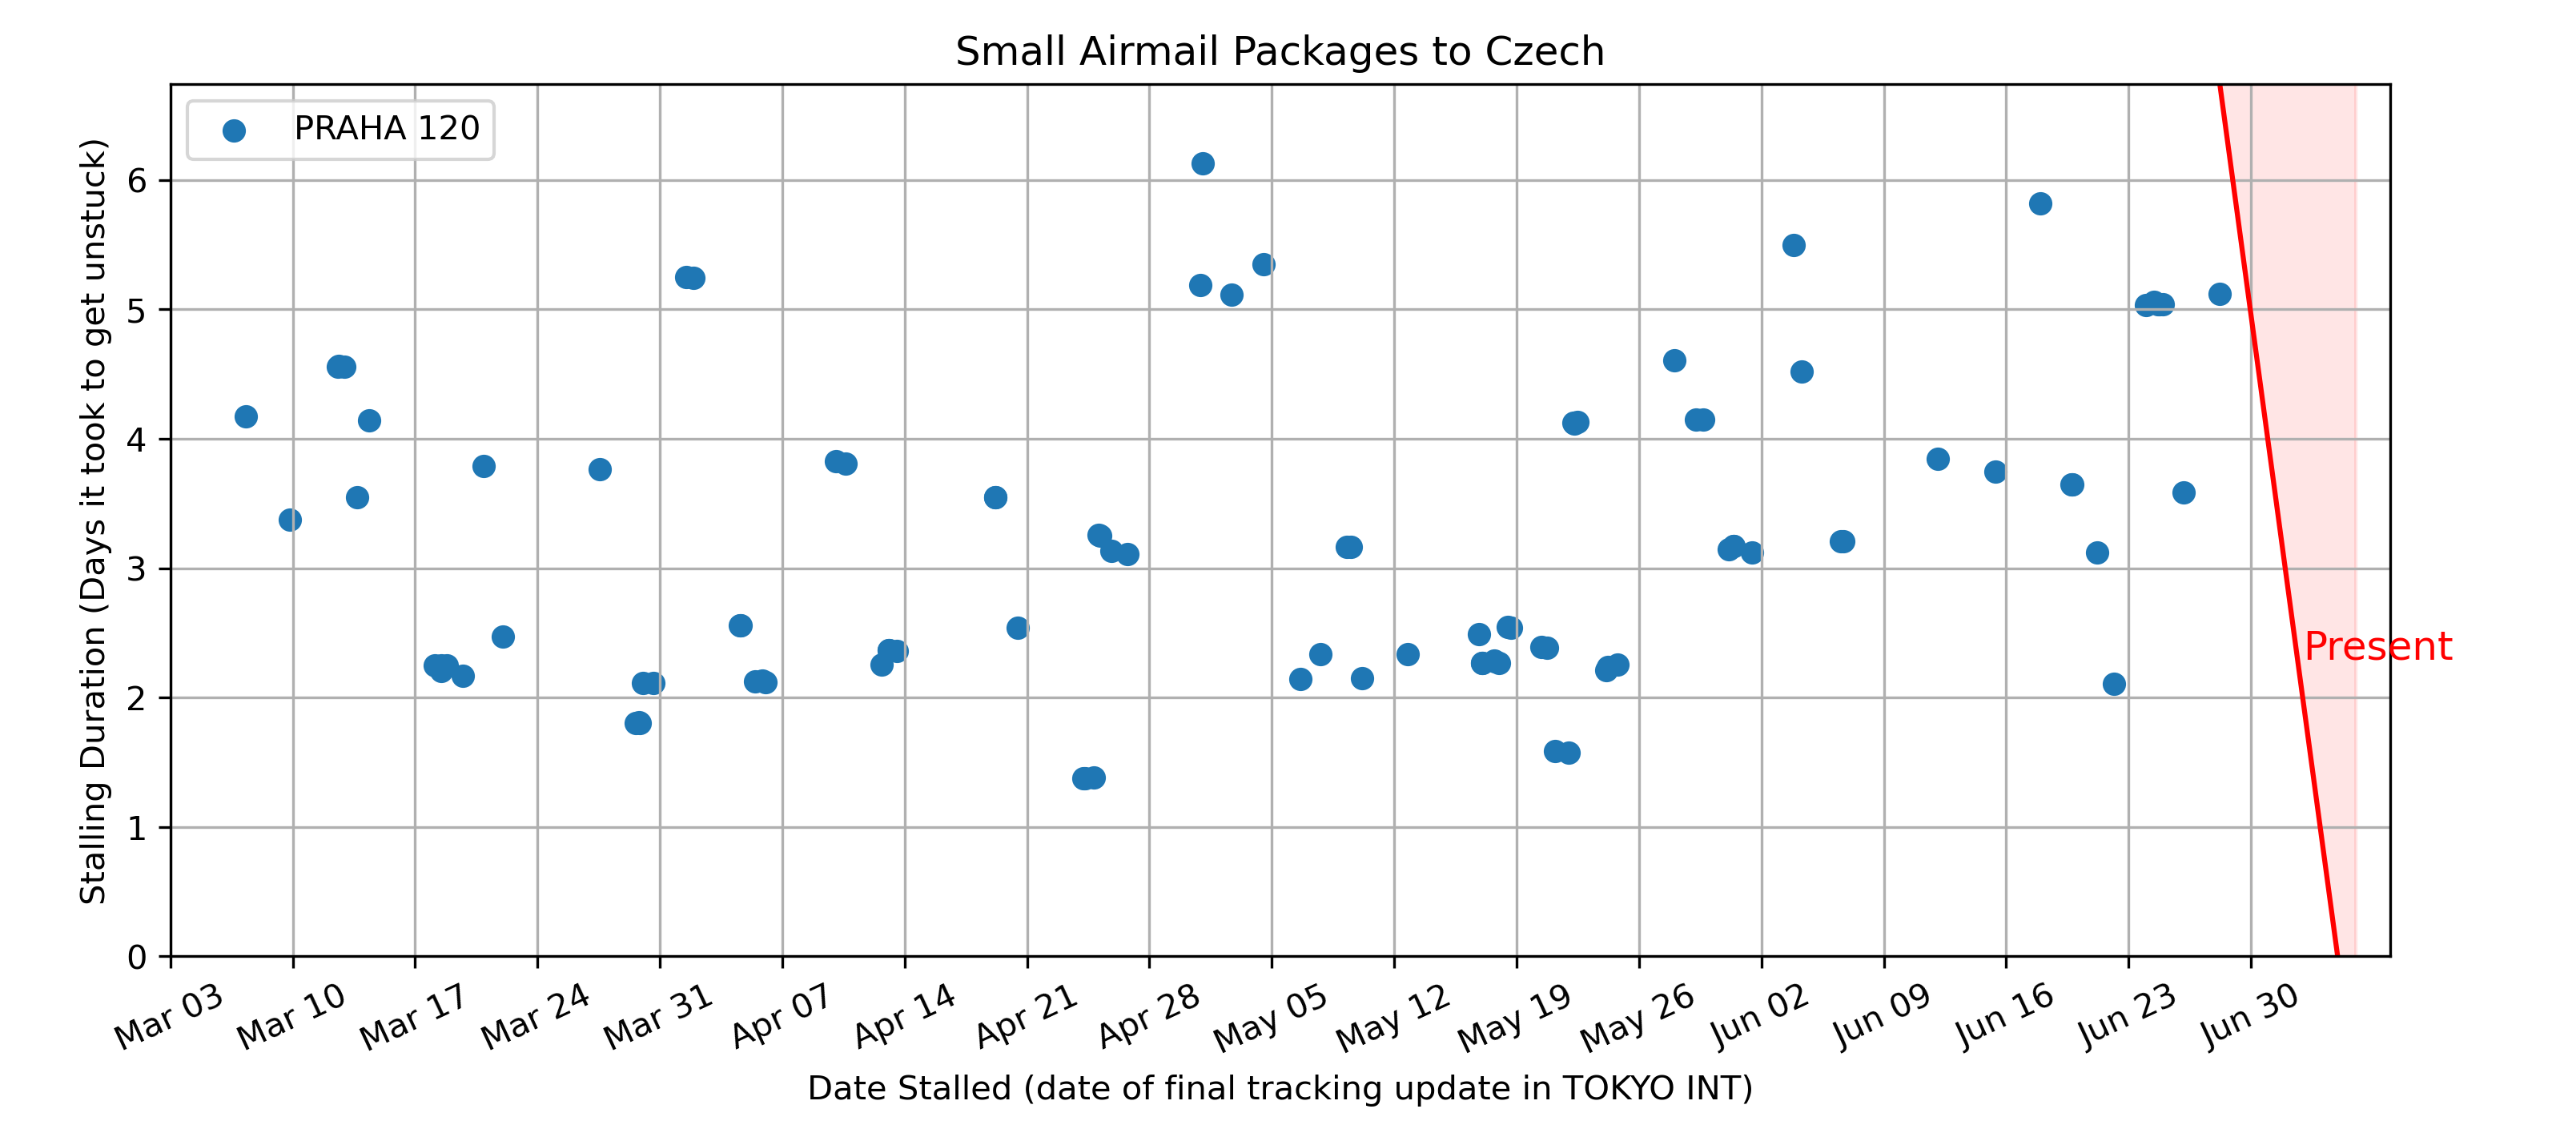 Small Airmail Packages to Czech
PRAHA 120
Stalling Duration (Days it took to get unstuck)
6
5
4
3
2
1
0
Present
Mar 03
Mar 10
Mar 17
Mar 24
Mar 31
Apr 07
Apr 14
Apr 21
Apr 28
May 05
May 12
May 19
May 26
Jun 02
Jun 09
Jun 16
Jun 23
Jun 30
Date Stalled (date of final tracking update in TOKYO INT)